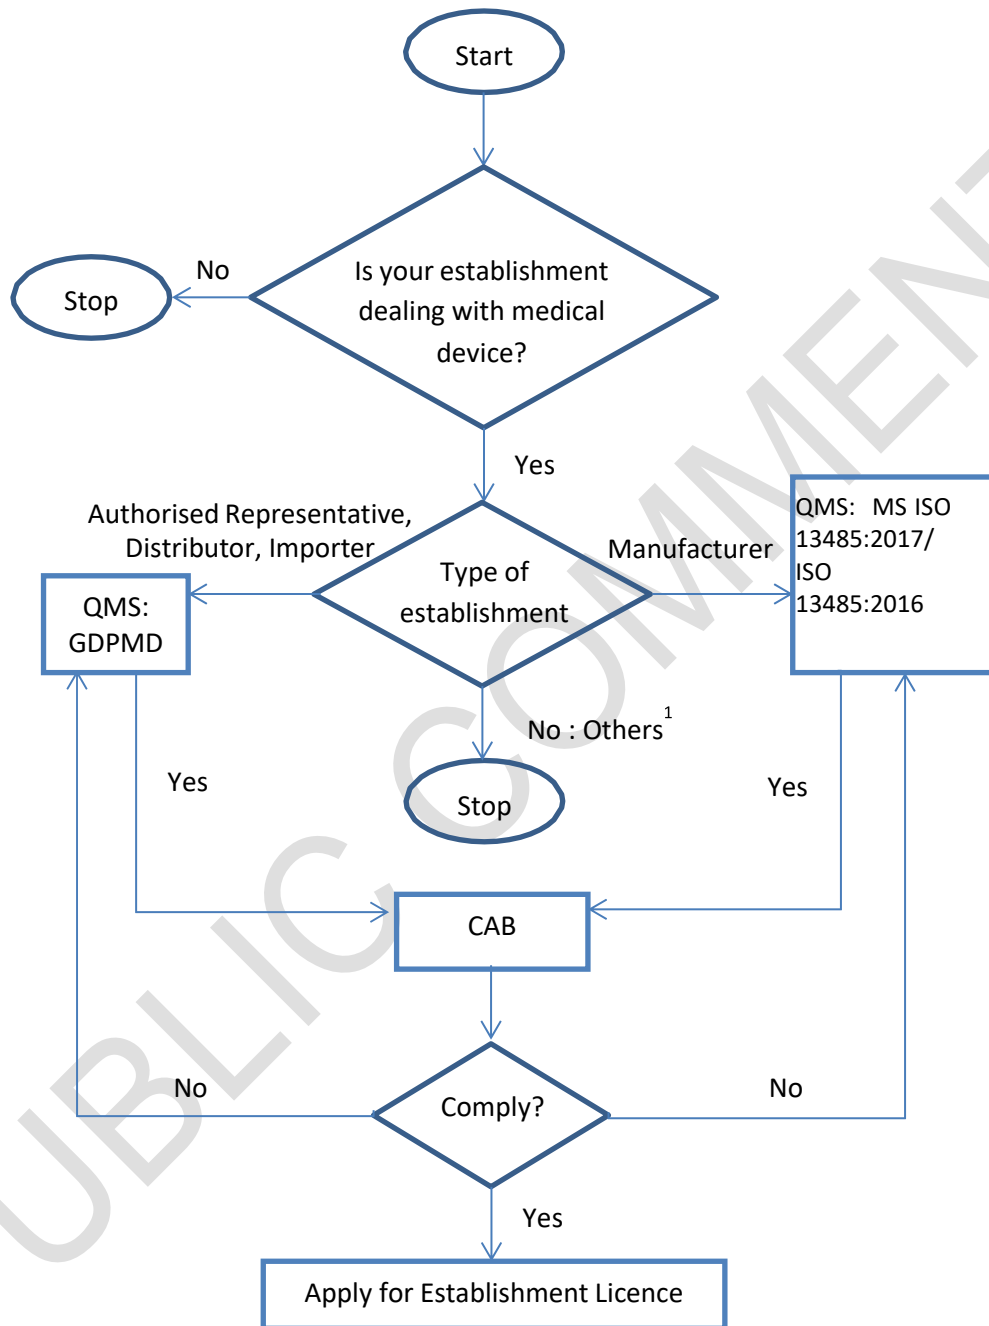 Start
No
Stop
Is your establishment
dealing with medical
device?
Yes
Authorised Representative,
Distributor, Importer
Manufacturer
QMS: MS ISO
13485:2017/
ISO
13485:2016
Type of
establishment
QMS:
GDPMD
No : Others1
Stop
Yes
Yes
CAB
No
Comply?
No
Yes
Apply for Establishment Licence
UBLIC COMMENT